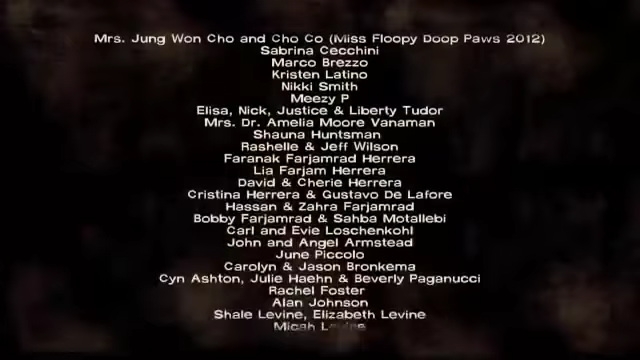 Mrs. Jung Won Cho and Cho Co (Miss Floopy Doop Paws 2012)
Sabrina Cecchini
Marco Brezzo
Kristen Latino
Nikki Smith
Meezy P
Elisa, Nick, Justice & Liberty Tudor
Mrs. Dr. Amelia Moore Vanaman
Shauna Huntsman
Rashelle & Jeff Wilson
Faranak Farjamrad Herrera
Lia Farjam Herrera
David & Cherie Herrera
Cristina Herrera & Gustavo De Lafore
Hassan & Zahra Farjamrad
Bobby Farjamrad & Sahba Motallebi
Carl and Evie Loschenkohl
John and Angel Armstead
June Piccolo
Carolyn & Jason Bronkema
Cyn Ashton, Julie Haehn & Beverly Paganucci
Rachel Foster
Alan Johnson
Shale Levine, Elizabeth Levine
Micah Levine